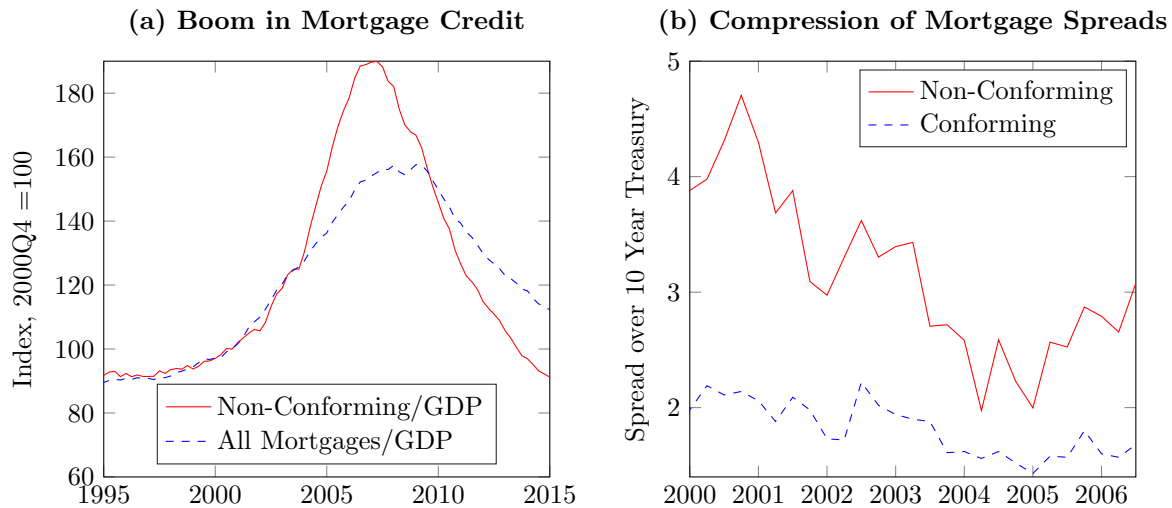 (a) Boom in Mortgage Credit
Index, 2000Q4 =100
180
160
140
120
100
80
60
1995
2000
2005
2010
2015
Non-Conforming/GDP
All Mortgages/GDP
(b) Compression of Mortgage Spreads
Spread over 10 Year Treasury
5
4
3
2
2000
2001
2002
2003
2004
2005
2006
Non-Conforming
Conforming